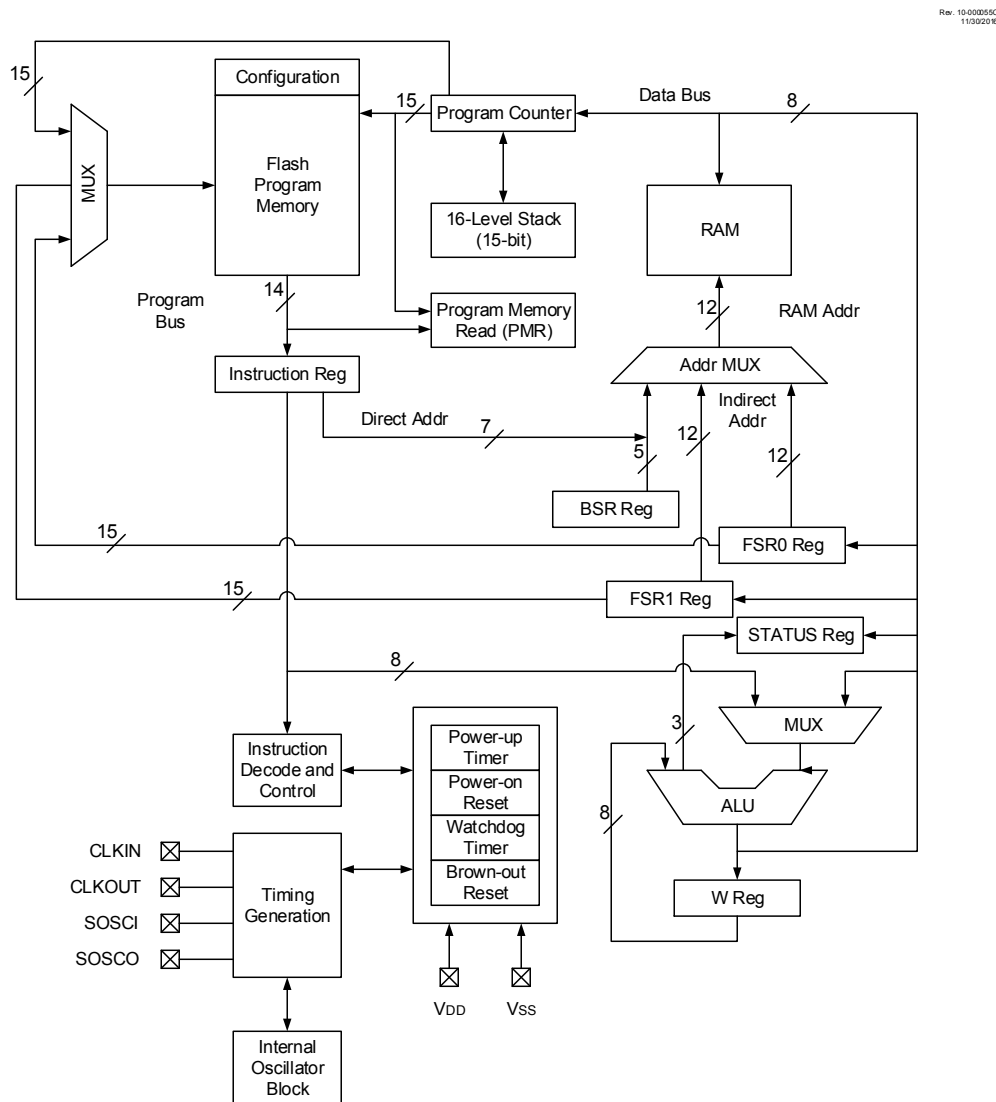 Rev. 10-000055C
11/30/2016
15
Configuration
15
Program Counter
Data Bus
8
MUX
Flash
Program
Memory
16-Level Stack
(15-bit)
RAM
Program
Bus
14
Program Memory
Read (PMR)
12
RAM Addr
Instruction Reg
Addr MUX
Direct Addr
7
Indirect
Addr
5
12
12
BSR Reg
15
FSR0 Reg
15
FSR1 Reg
STATUS Reg
8
3
MUX
Instruction
Decode and
Control
Power-up
Timer
Power-on
Reset
Watchdog
Timer
Brown-out
Reset
8
ALU
CLKIN
CLKOUT
SOSCI
SOSCO
Timing
Generation
W Reg
VDD
VSS
Internal
Oscillator
Block